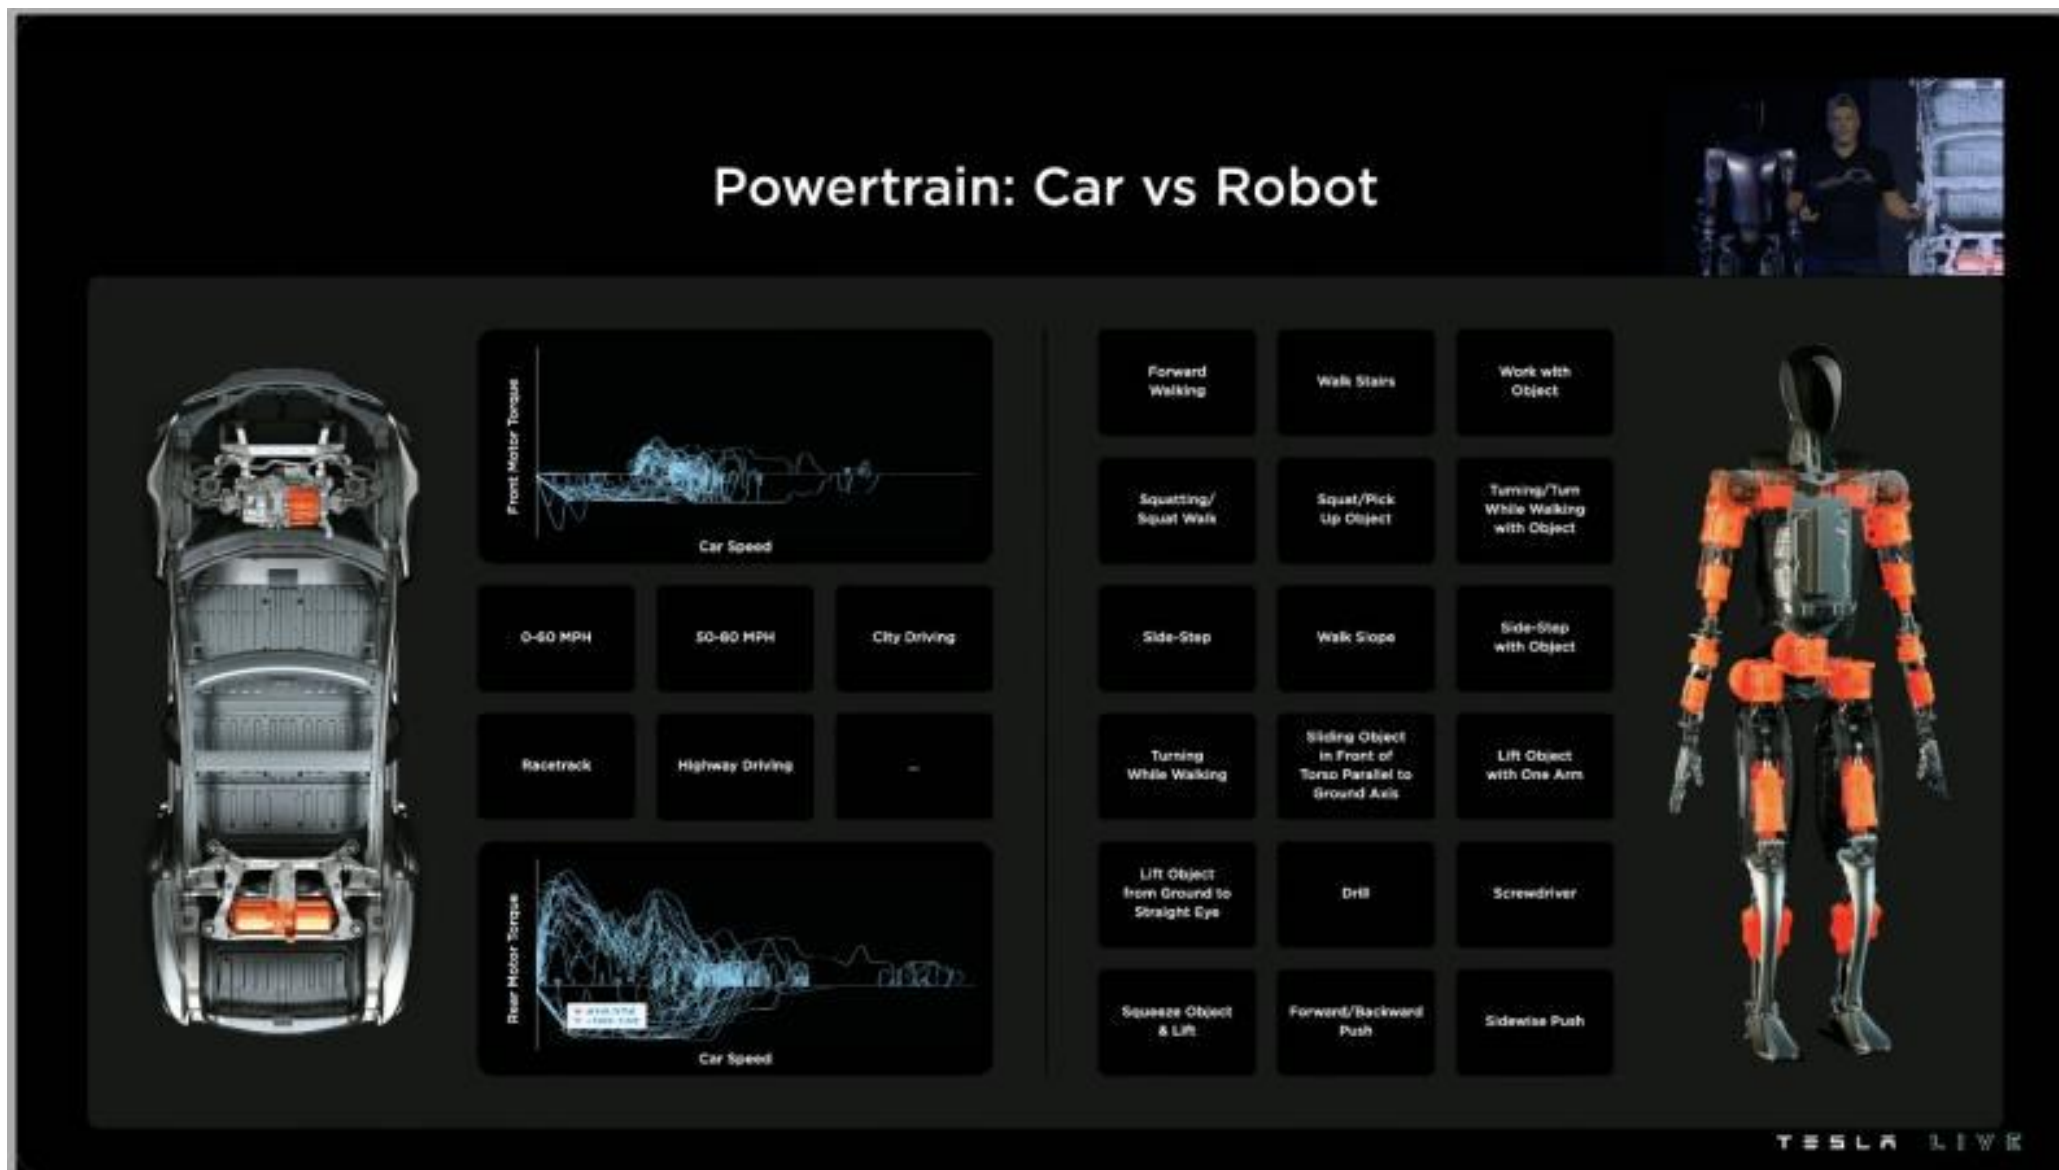 Powertrain: Car vs Robot
Front Motor Torque
Car Speed
0-60 MPH
50-80 MPH
City Driving
Racetrack
Highway Driving
...
Rear Motor Torque
Car Speed
Forward
Walking
Walk Stairs
Work with
Object
Squatting/
Squat Walk
Squat/Pick
Up Object
Turning/Turn
While Walking
with Object
Side-Step
Walk Slope
Side-Step
with Object
Turning
While Walking
Sliding Object
in Front of
Torso Parallel to
Ground Axis
Lift Object
with One Arm
Lift Object
from Ground to
Straight Eye
Drill
Screwdriver
Squeeze Object
& Lift
Forward/Backward
Push
Sidewise Push
TESLA LIVE